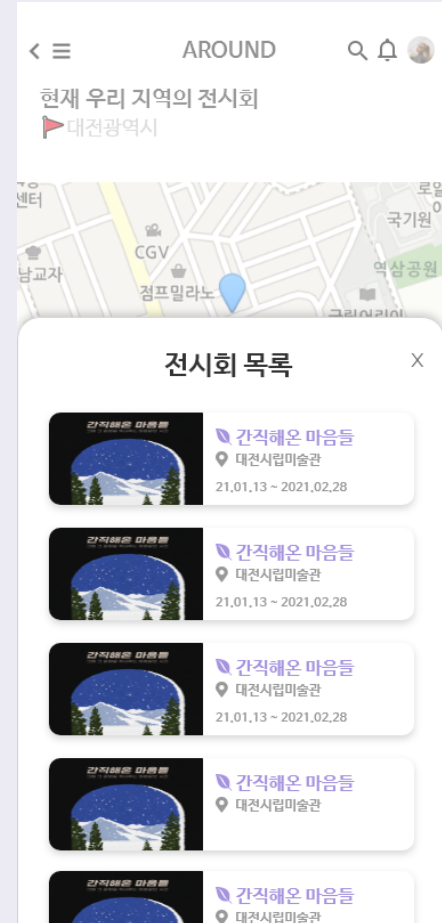 AROUND
현재 우리 지역의 전시회
대전광역시
센터
국기원
CGV
남교자
역삼공원
점프밀라노
국립어린이
전시회 목록
X
간직해온 마음들
간직해온 마음들
대전시립미술관
21.01.13 ~ 2021.02.28
간직해온 마음들
간직해온 마음들
대전시립미술관
21.01.13 ~ 2021.02.28
간직해온 마음들
간직해온 마음들
대전시립미술관
21.01.13 ~ 2021.02.28
간직해온 마음들
간직해온 마음들
대전시립미술관
간직해온 마음들
간직해온 마음들
대전시립미술관